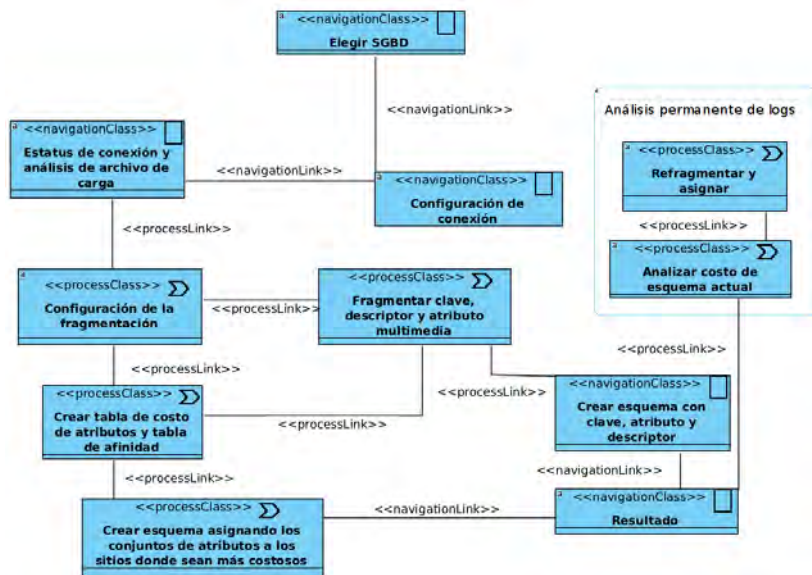 <<navigationClass>>
Elegir SGBD
<<navigationLink>>
Análisis permanente de logs
<<navigationClass>>
Estatus de conexión y
análisis de archivo de
carga
<<navigationLink>>
<<navigationClass>>
Configuración de
conexión
<<processClass>>
Refragmentar y
asignar
<<processLink>>
<<processClass>>
Analizar costo de
esquema actual
<<processLink>>
<<processClass>>
Configuración de la
fragmentación
<<processLink>>
<<processClass>>
Fragmentar clave,
descriptor y atributo
multimedia
<<processLink>>
<<processLink>>
<<processClass>>
Crear tabla de costo
de atributos y tabla
de afinidad
<<processLink>>
<<navigationClass>>
Crear esquema con
clave, atributo y
descriptor
<<processLink>>
<<navigationLink>>
<<processClass>>
Crear esquema asignando los
conjuntos de atributos a los
sitios donde sean más costosos
<<navigationLink>>
<<navigationClass>>
Resultado